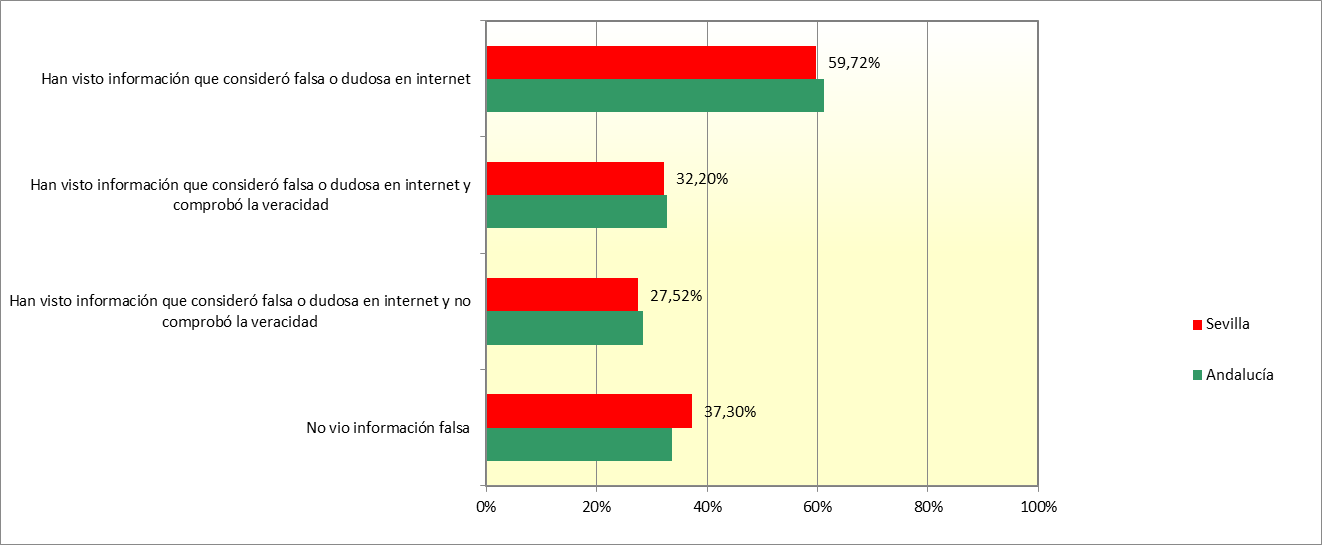 Han visto información que consideró falsa o dudosa en internet
59,72%
Han visto información que consideró falsa o dudosa en internet y
comprobó la veracidad
32,20%
Han visto información que consideró falsa o dudosa en internet y no
comprobó la veracidad
27,52%
No vio información falsa
37,30%
0%
20%
40%
60%
80%
100%
Sevilla
Andalucía